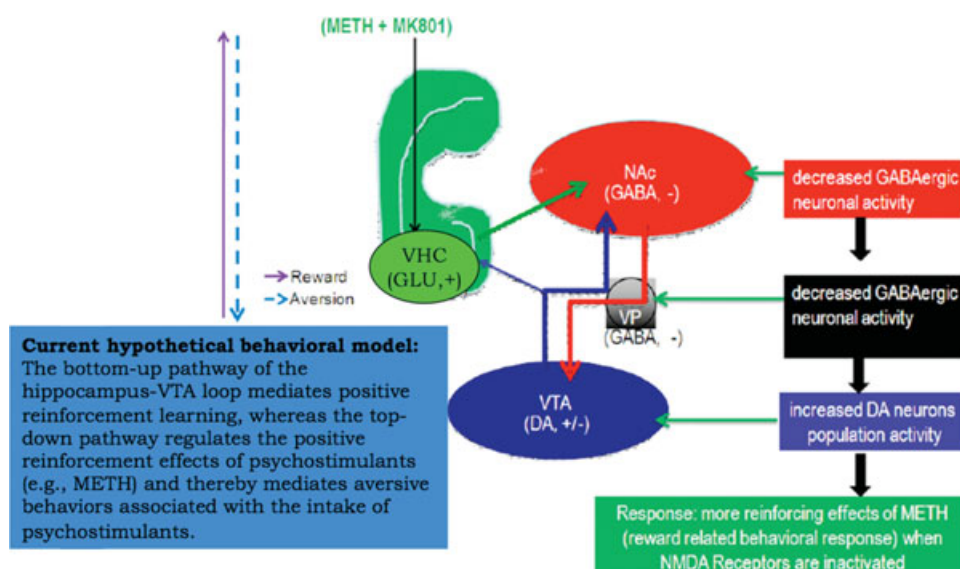 (METH + MK801)
NAc
(GABA, -)
decreased GABAergic
neuronal activity
VHC
(GLU,+)
Reward
Aversion
VP
(GABA, -)
decreased GABAergic
neuronal activity
Current hypothetical behavioral model:
The bottom-up pathway of the
hippocampus-VTA loop mediates positive
reinforcement learning, whereas the top-
down pathway regulates the positive
reinforcement effects of psychostimulants
(e.g., METH) and thereby mediates aversive
behaviors associated with the intake of
psychostimulants.
VTA
(DA, +/-)
increased DA neurons
population activity
Response: more reinforcing effects of METH
(reward related behavioral response) when
NMDA Receptors are inactivated